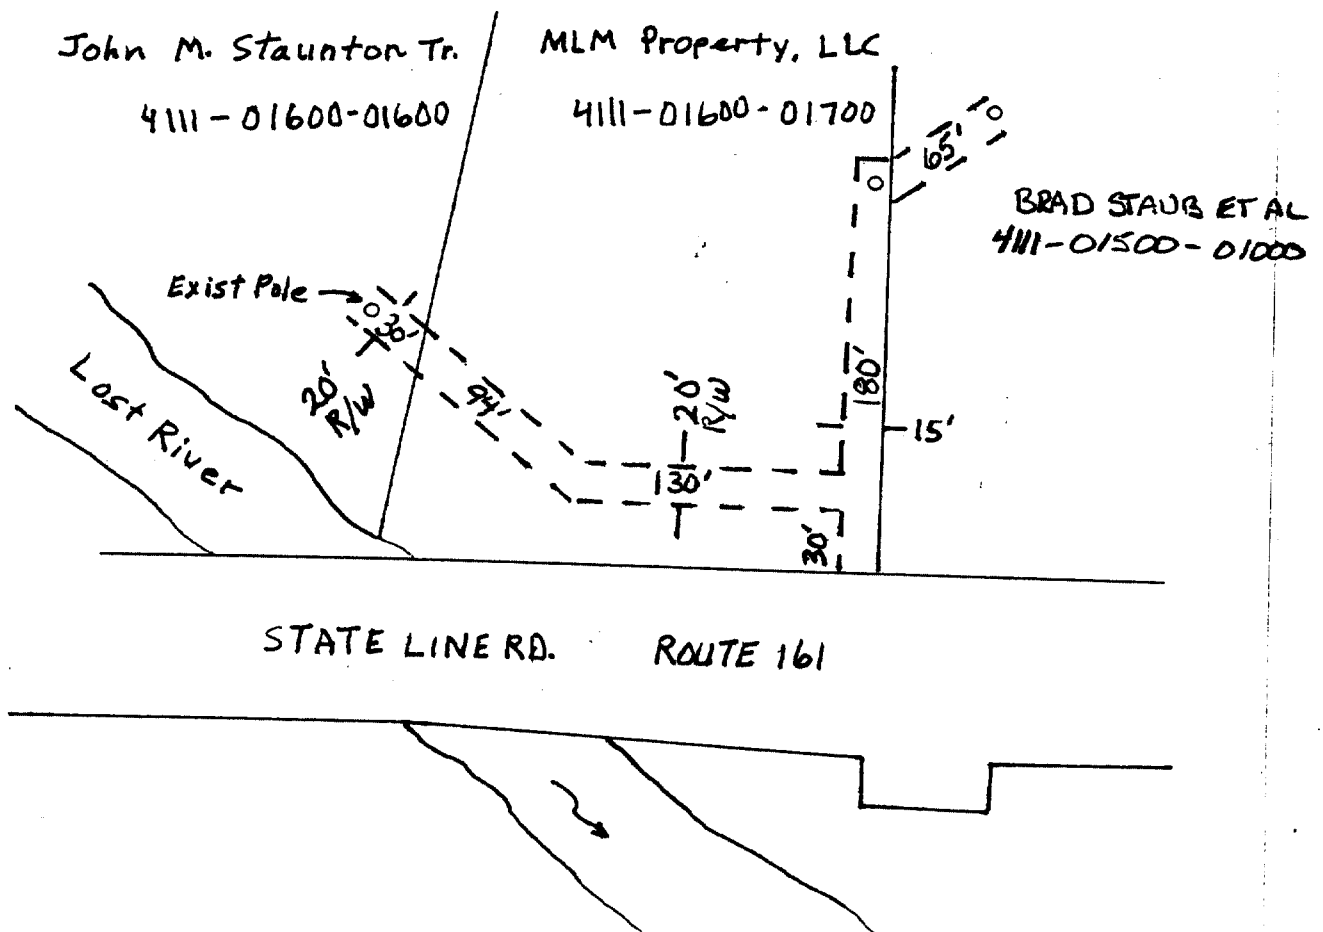 John M. Staunton Tr.
4111-01600-01600
MLM Property, LLC
4111-01600-01700
65'
BRAD STAUB ET AL
4111-01500-01000
Exist Pole
30'
20'
R/W
94'
Lost River
20'
R/W
130'
180'
15'
30'
STATE LINE RD. ROUTE 161